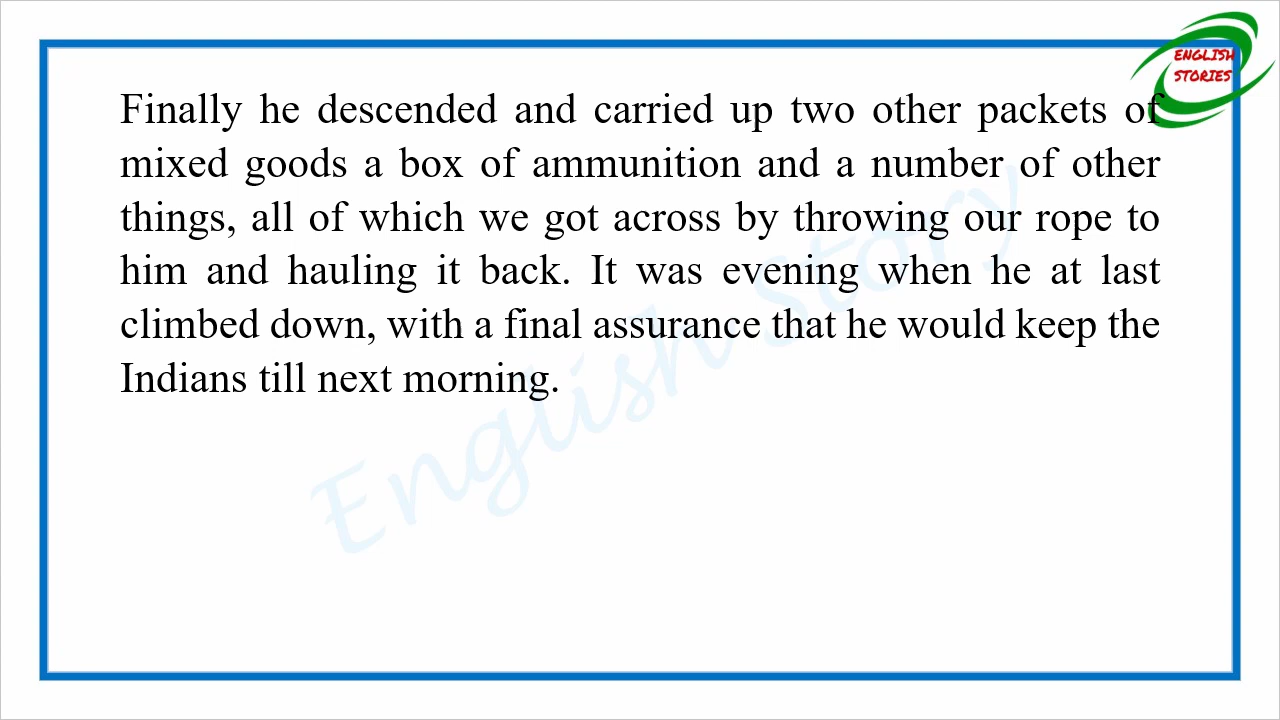 ENGLISH
STORIES
Finally he descended and carried up two other packets of
mixed goods a box of ammunition and a number of other
things, all of which we got across by throwing our rope to
him and hauling it back. It was evening when he at last
climbed down, with a final assurance that he would keep the
Indians till next morning.
English Story